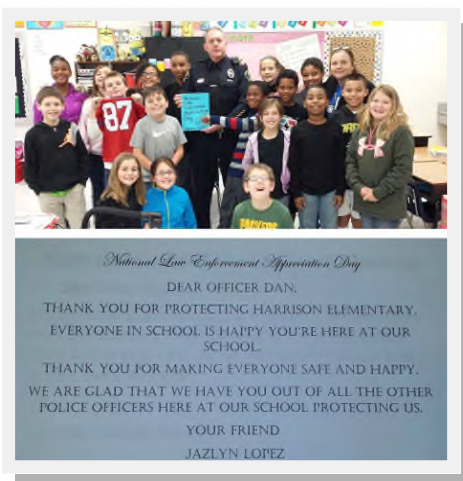 87
National Law Enforcement Appreciation Day
DEAR OFFICER DAN,
THANK YOU FOR PROTECTING HARRISON ELEMENTARY.
EVERYONE IN SCHOOL IS HAPPY YOU'RE HERE AT OUR
SCHOOL.
THANK YOU FOR MAKING EVERYONE SAFE AND HAPPY.
WE ARE GLAD THAT WE HAVE YOU OUT OF ALL THE OTHER
POLICE OFFICERS HERE AT OUR SCHOOL PROTECTING US.
YOUR FRIEND
JAZLYN LOPEZ